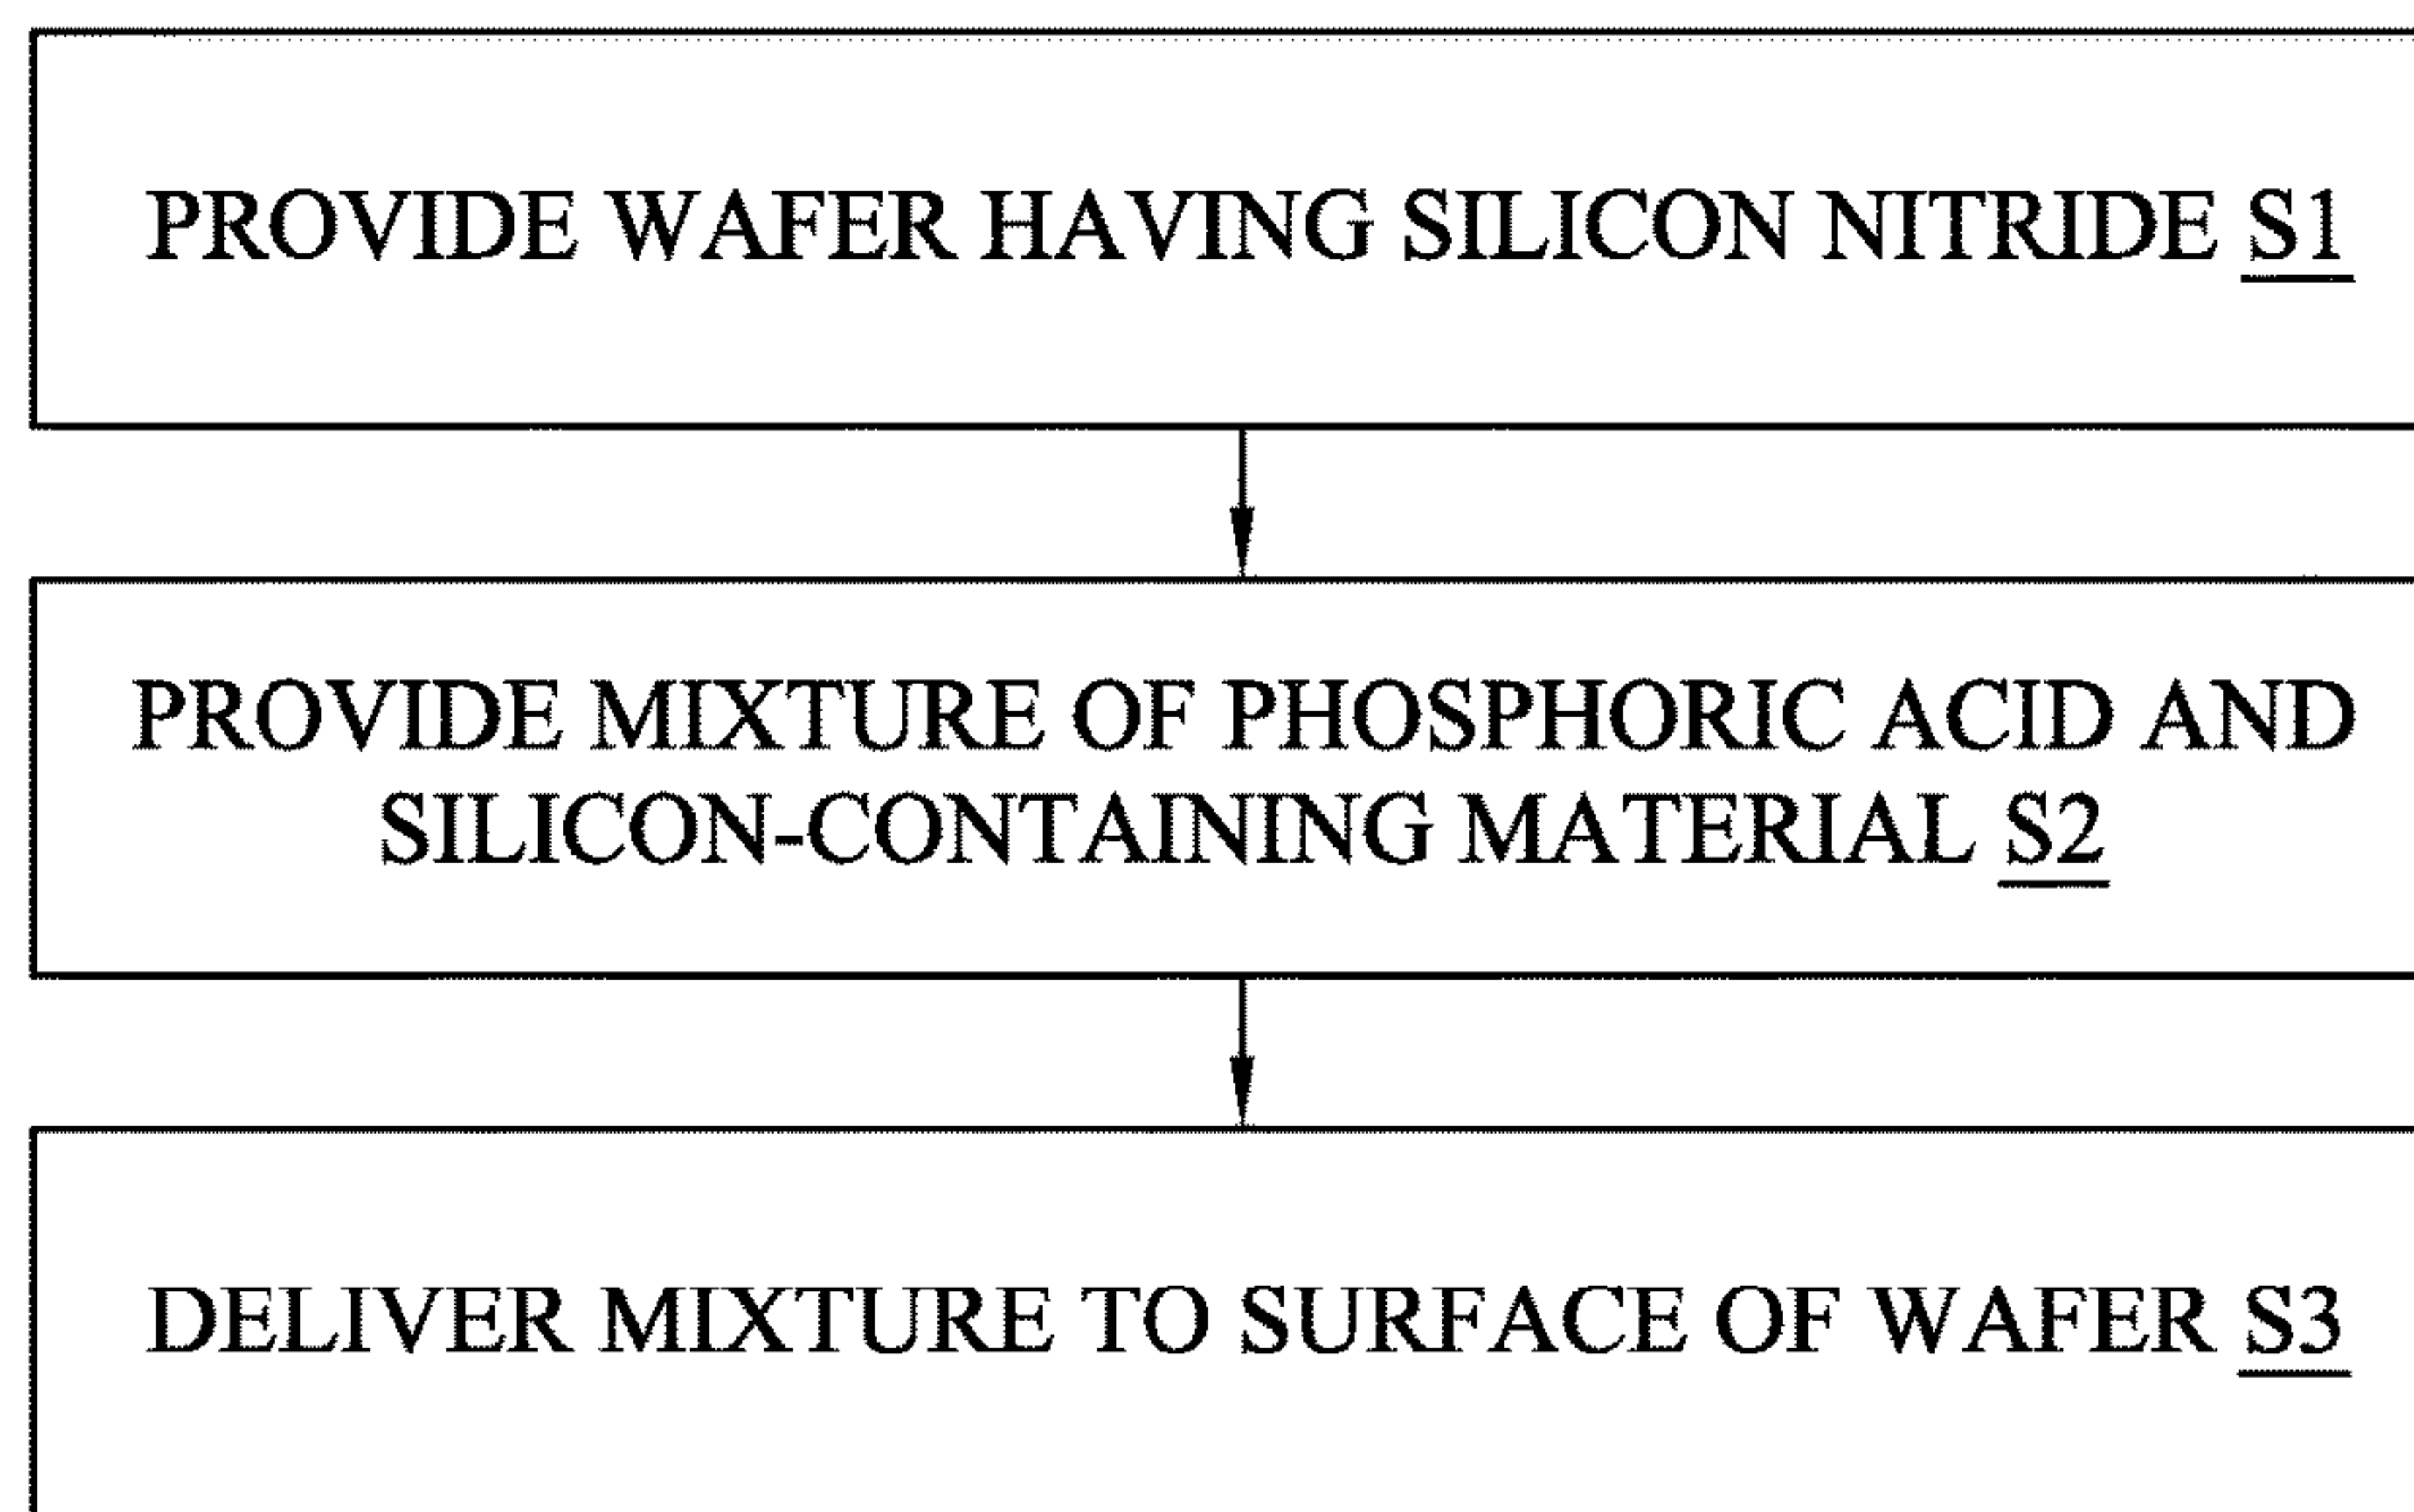 PROVIDE WAFER HAVING SILICON NITRIDE S1
PROVIDE MIXTURE OF PHOSPHORIC ACID AND
SILICON-CONTAINING MATERIAL S2
DELIVER MIXTURE TO SURFACE OF WAFER S3